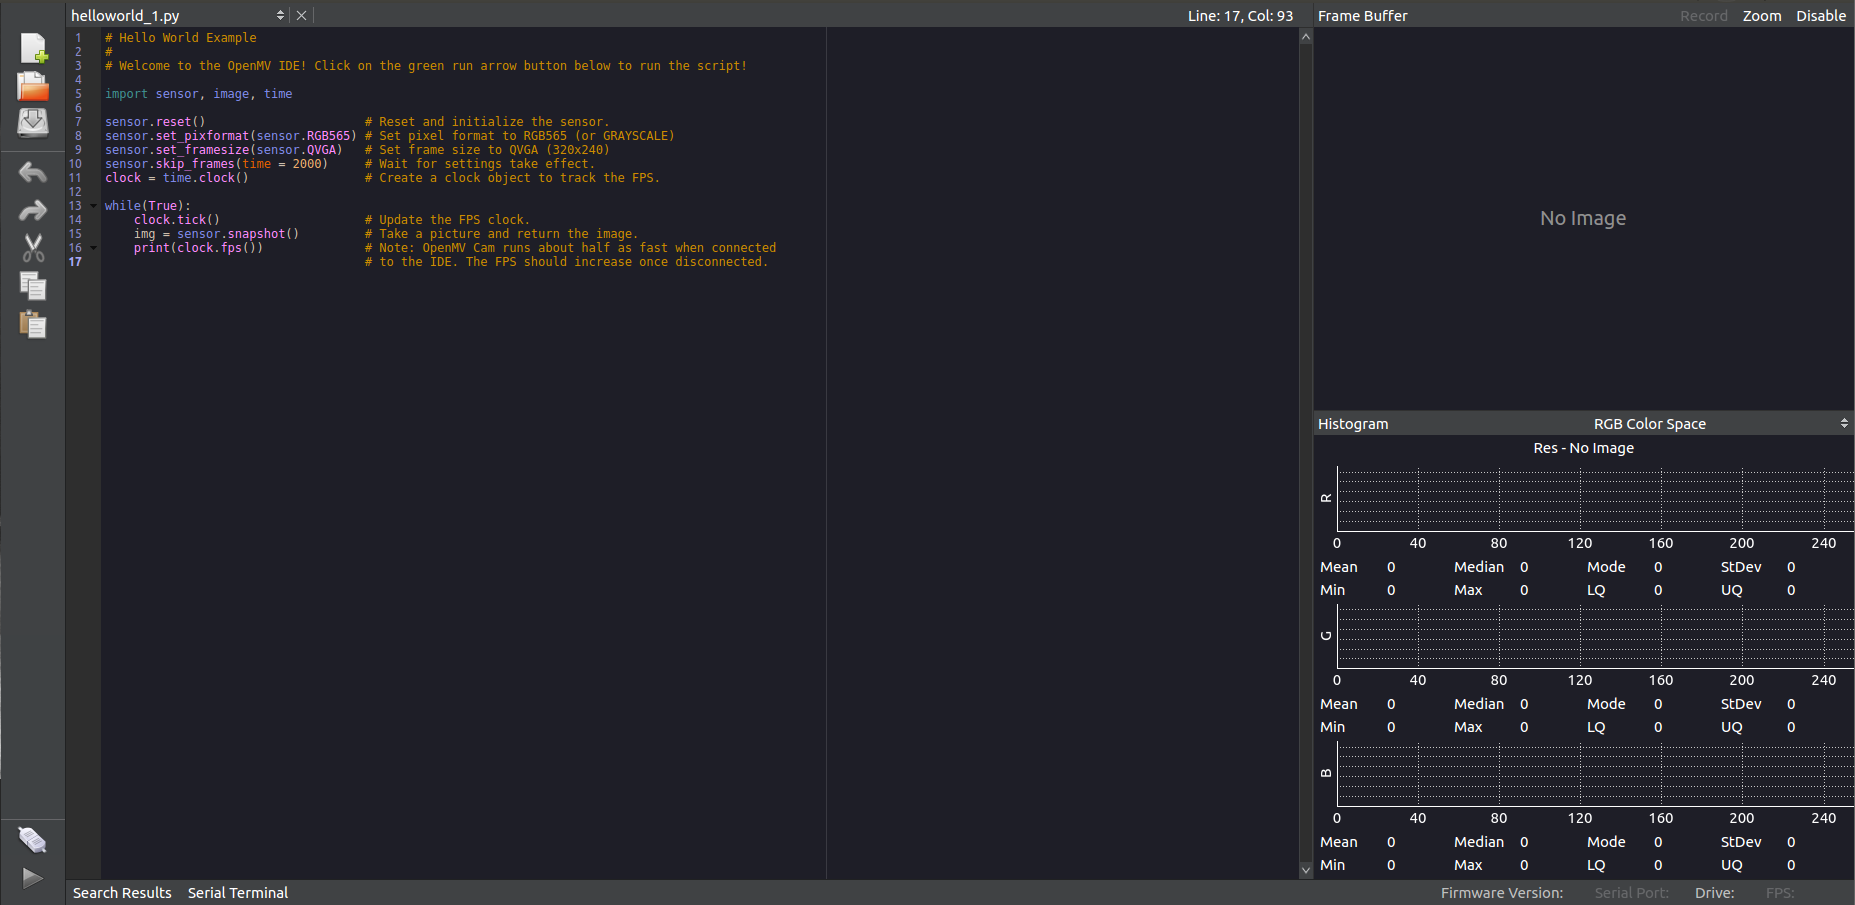 helloworld_1.py
Line: 17, Col: 93
1 # Hello World Example
2 #
3 # Welcome to the OpenMV IDE! Click on the green run arrow button below to run the script!
4
5 import sensor, image, time
6
7 sensor.reset() # Reset and initialize the sensor.
8 sensor.set_pixformat(sensor.RGB565) # Set pixel format to RGB565 (or GRAYSCALE)
9 sensor.set_framesize(sensor.QVGA) # Set frame size to QVGA (320x240)
10 sensor.skip_frames(time = 2000) # Wait for settings take effect.
11 clock = time.clock() # Create a clock object to track the FPS.
12
13 while(True):
14 clock.tick() # Update the FPS clock.
15 img = sensor.snapshot() # Take a picture and return the image.
16 print(clock.fps()) # Note: OpenMV Cam runs about half as fast when connected
17 # to the IDE. The FPS should increase once disconnected.
Frame Buffer Record Zoom Disable
No Image
Histogram RGB Color Space
Res - No Image
R
0 40 80 120 160 200 240
Mean 0 Median 0 Mode 0 StDev 0
Min 0 Max 0 LQ 0 UQ 0
G
0 40 80 120 160 200 240
Mean 0 Median 0 Mode 0 StDev 0
Min 0 Max 0 LQ 0 UQ 0
B
0 40 80 120 160 200 240
Mean 0 Median 0 Mode 0 StDev 0
Min 0 Max 0 LQ 0 UQ 0
Search Results Serial Terminal
Firmware Version: Serial Port: Drive: FPS: